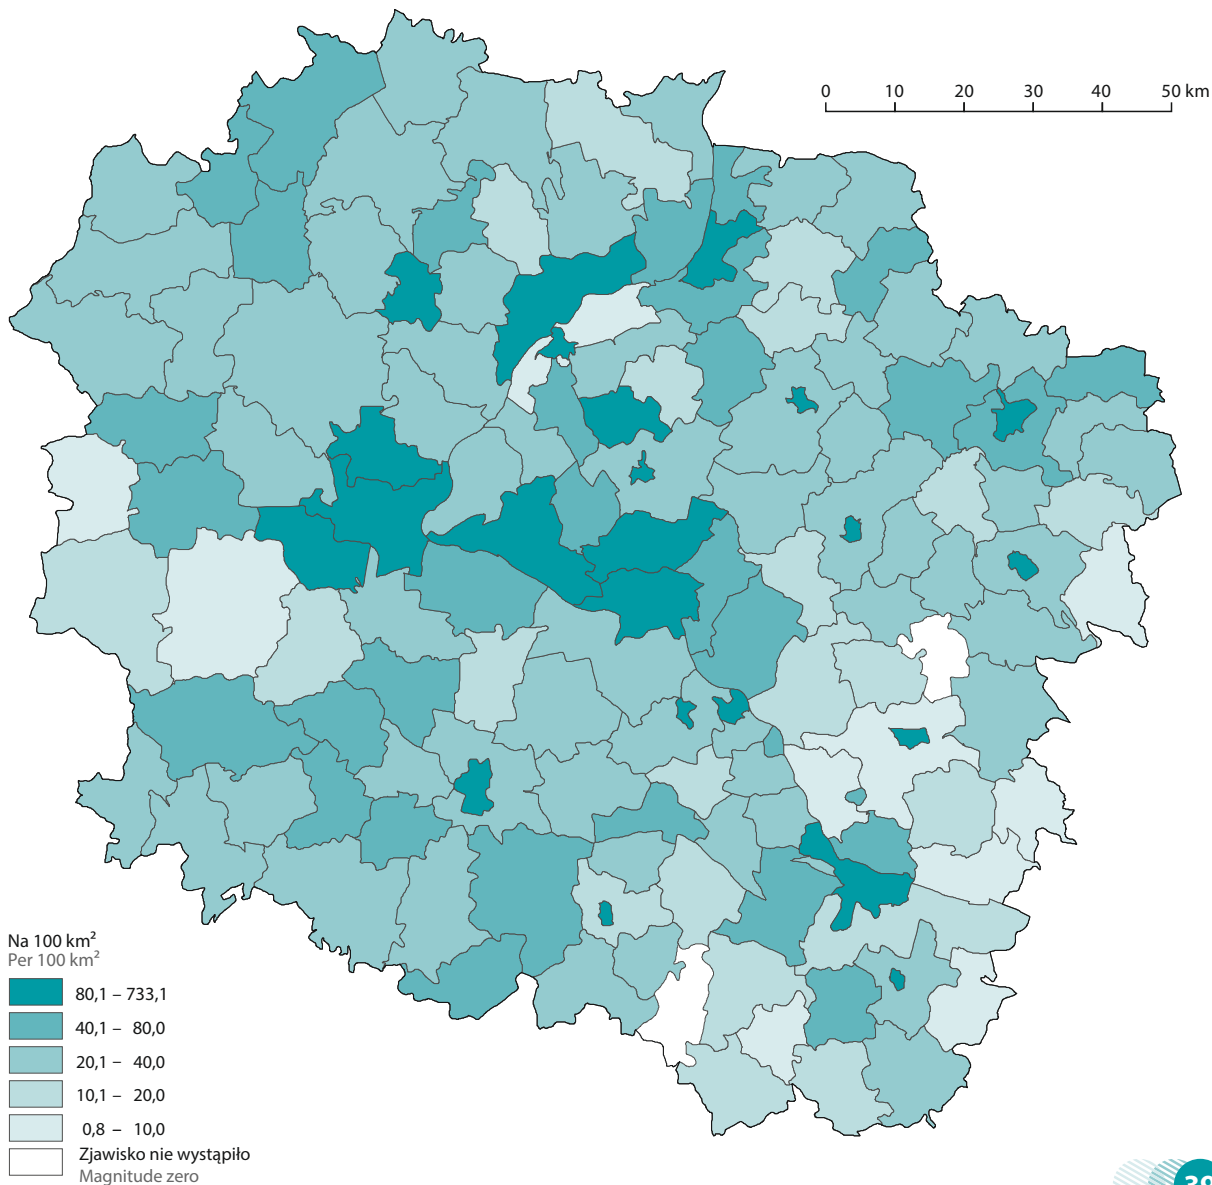 0 10 20 30 40 50 km
Na 100 km²
Per 100 km²
80,1 – 733,1
40,1 – 80,0
20,1 – 40,0
10,1 – 20,0
0,8 – 10,0
Zjawisko nie wystąpiło
Magnitude zero